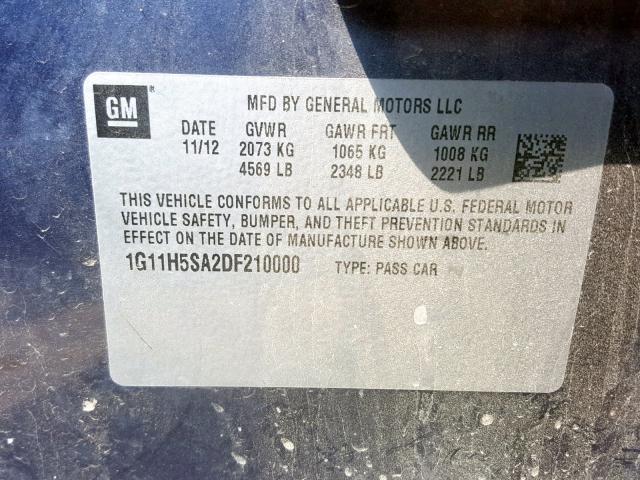 GM
MFD BY GENERAL MOTORS LLC
DATE GVWR GAWR FRT GAWR RR
11/12 2073 KG 1065 KG 1008 KG
4569 LB 2348 LB 2221 LB
THIS VEHICLE CONFORMS TO ALL APPLICABLE U.S. FEDERAL MOTOR
VEHICLE SAFETY, BUMPER, AND THEFT PREVENTION STANDARDS IN
EFFECT ON THE DATE OF MANUFACTURE SHOWN ABOVE.
1G11H5SA2DF210000 TYPE: PASS CAR